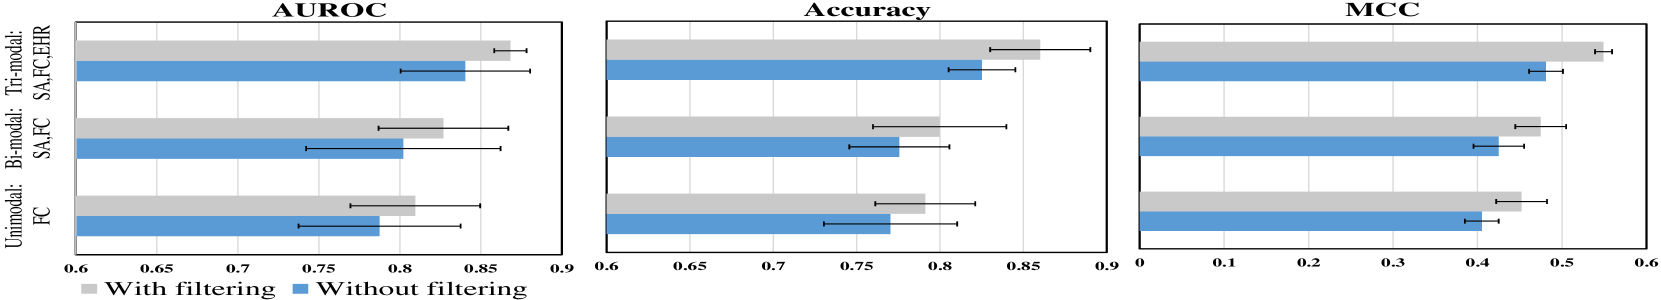 AUROC
Accuracy
MCC
Tri-modal:
SA,FC,EHR
Bi-modal:
SA,FC
Unimodal:
FC
0.6 0.65 0.7 0.75 0.8 0.85 0.9
0.6 0.65 0.7 0.75 0.8 0.85 0.9
0 0.1 0.2 0.3 0.4 0.5 0.6
With filtering Without filtering